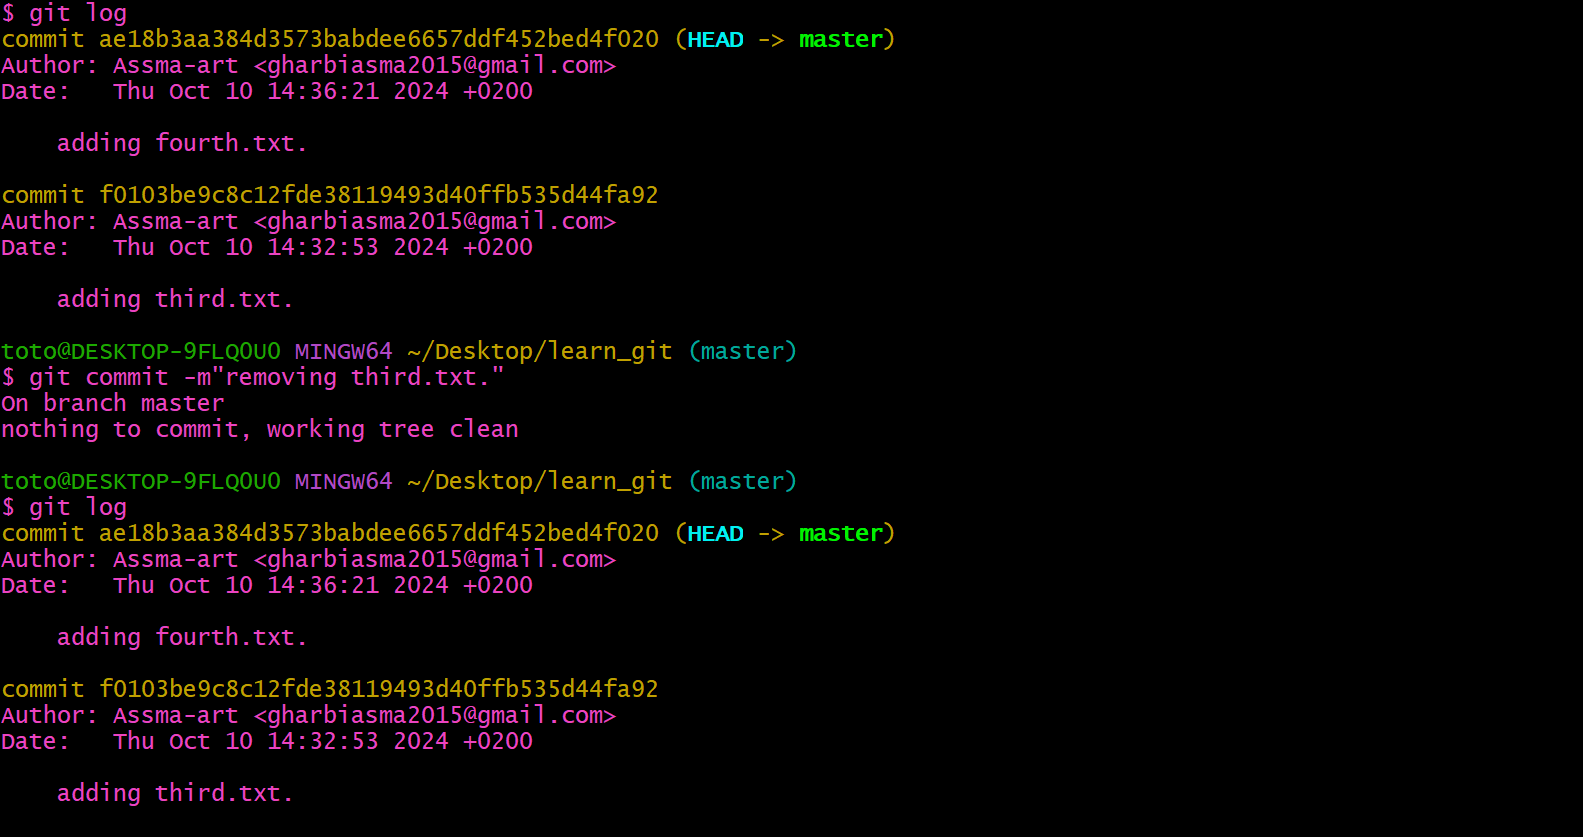 $ git log
commit ae18b3aa384d3573babdee6657ddf452bed4f020 (HEAD -> master)
Author: Assma-art <gharbiasma2015@gmail.com>
Date:   Thu Oct 10 14:36:21 2024 +0200

    adding fourth.txt.

commit f0103be9c8c12fde38119493d40ffb535d44fa92
Author: Assma-art <gharbiasma2015@gmail.com>
Date:   Thu Oct 10 14:32:53 2024 +0200

    adding third.txt.

toto@DESKTOP-9FLQ0U0 MINGW64 ~/Desktop/learn_git (master)
$ git commit -m"removing third.txt."
On branch master
nothing to commit, working tree clean

toto@DESKTOP-9FLQ0U0 MINGW64 ~/Desktop/learn_git (master)
$ git log
commit ae18b3aa384d3573babdee6657ddf452bed4f020 (HEAD -> master)
Author: Assma-art <gharbiasma2015@gmail.com>
Date:   Thu Oct 10 14:36:21 2024 +0200

    adding fourth.txt.

commit f0103be9c8c12fde38119493d40ffb535d44fa92
Author: Assma-art <gharbiasma2015@gmail.com>
Date:   Thu Oct 10 14:32:53 2024 +0200

    adding third.txt.